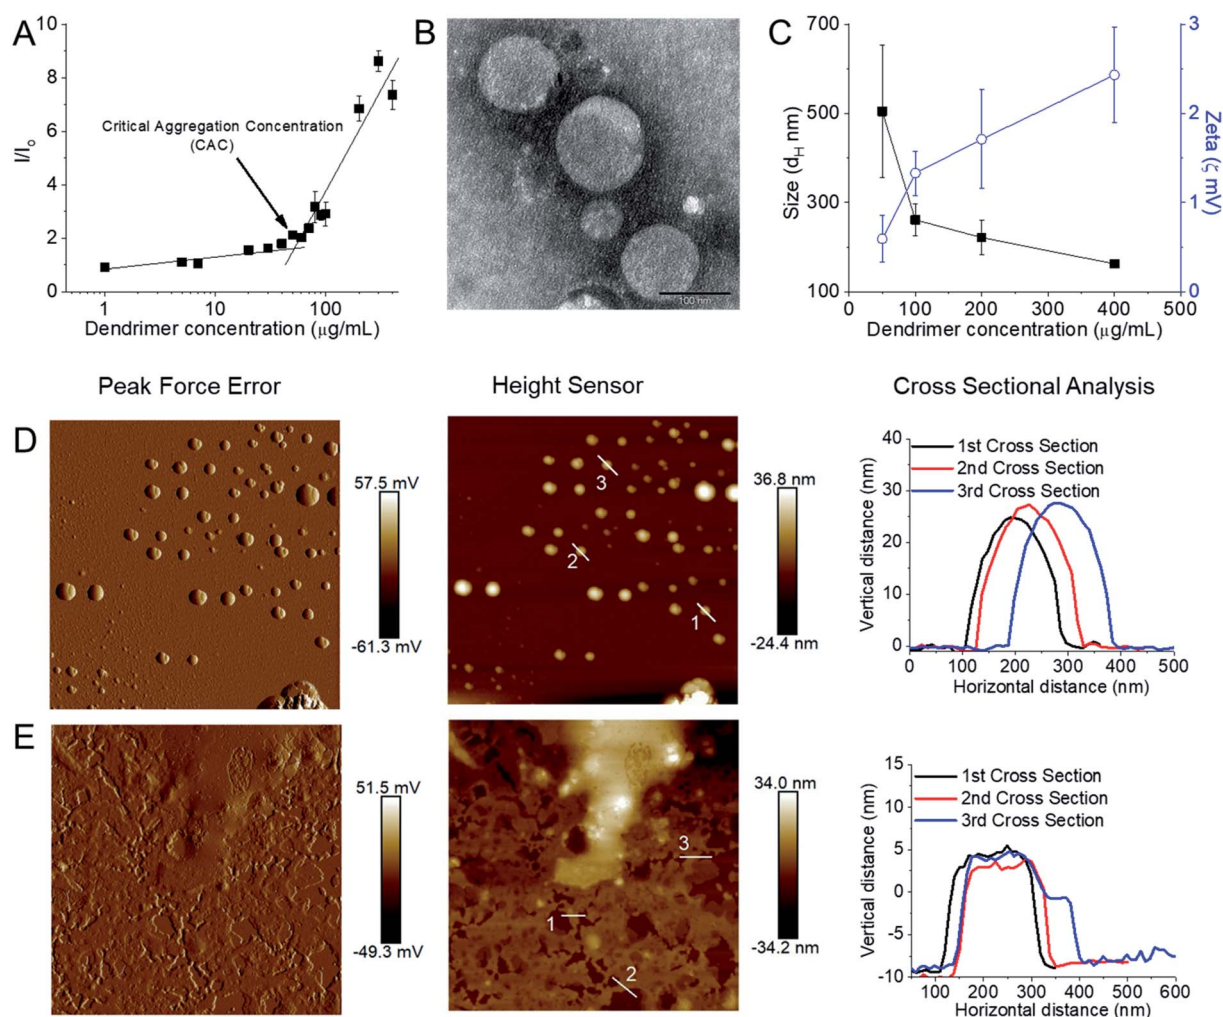 A
10
8
6
4
2
0
I/I₀
Critical Aggregation Concentration
(CAC)
1
10
100
Dendrimer concentration (μg/mL)
B
100 nm
C
700
500
300
100
Size (d_H nm)
3
2
1
0
Zeta (ζ mV)
0
100
200
300
400
500
Dendrimer concentration (μg/mL)
Peak Force Error
Height Sensor
Cross Sectional Analysis
D
57.5 mV
-61.3 mV
3
2
1
36.8 nm
-24.4 nm
40
30
20
10
0
Vertical distance (nm)
1st Cross Section
2nd Cross Section
3rd Cross Section
0
100
200
300
400
500
Horizontal distance (nm)
E
51.5 mV
-49.3 mV
3
1
2
34.0 nm
-34.2 nm
15
10
5
0
-5
-10
Vertical distance (nm)
1st Cross Section
2nd Cross Section
3rd Cross Section
100
200
300
400
500
600
Horizontal distance (nm)